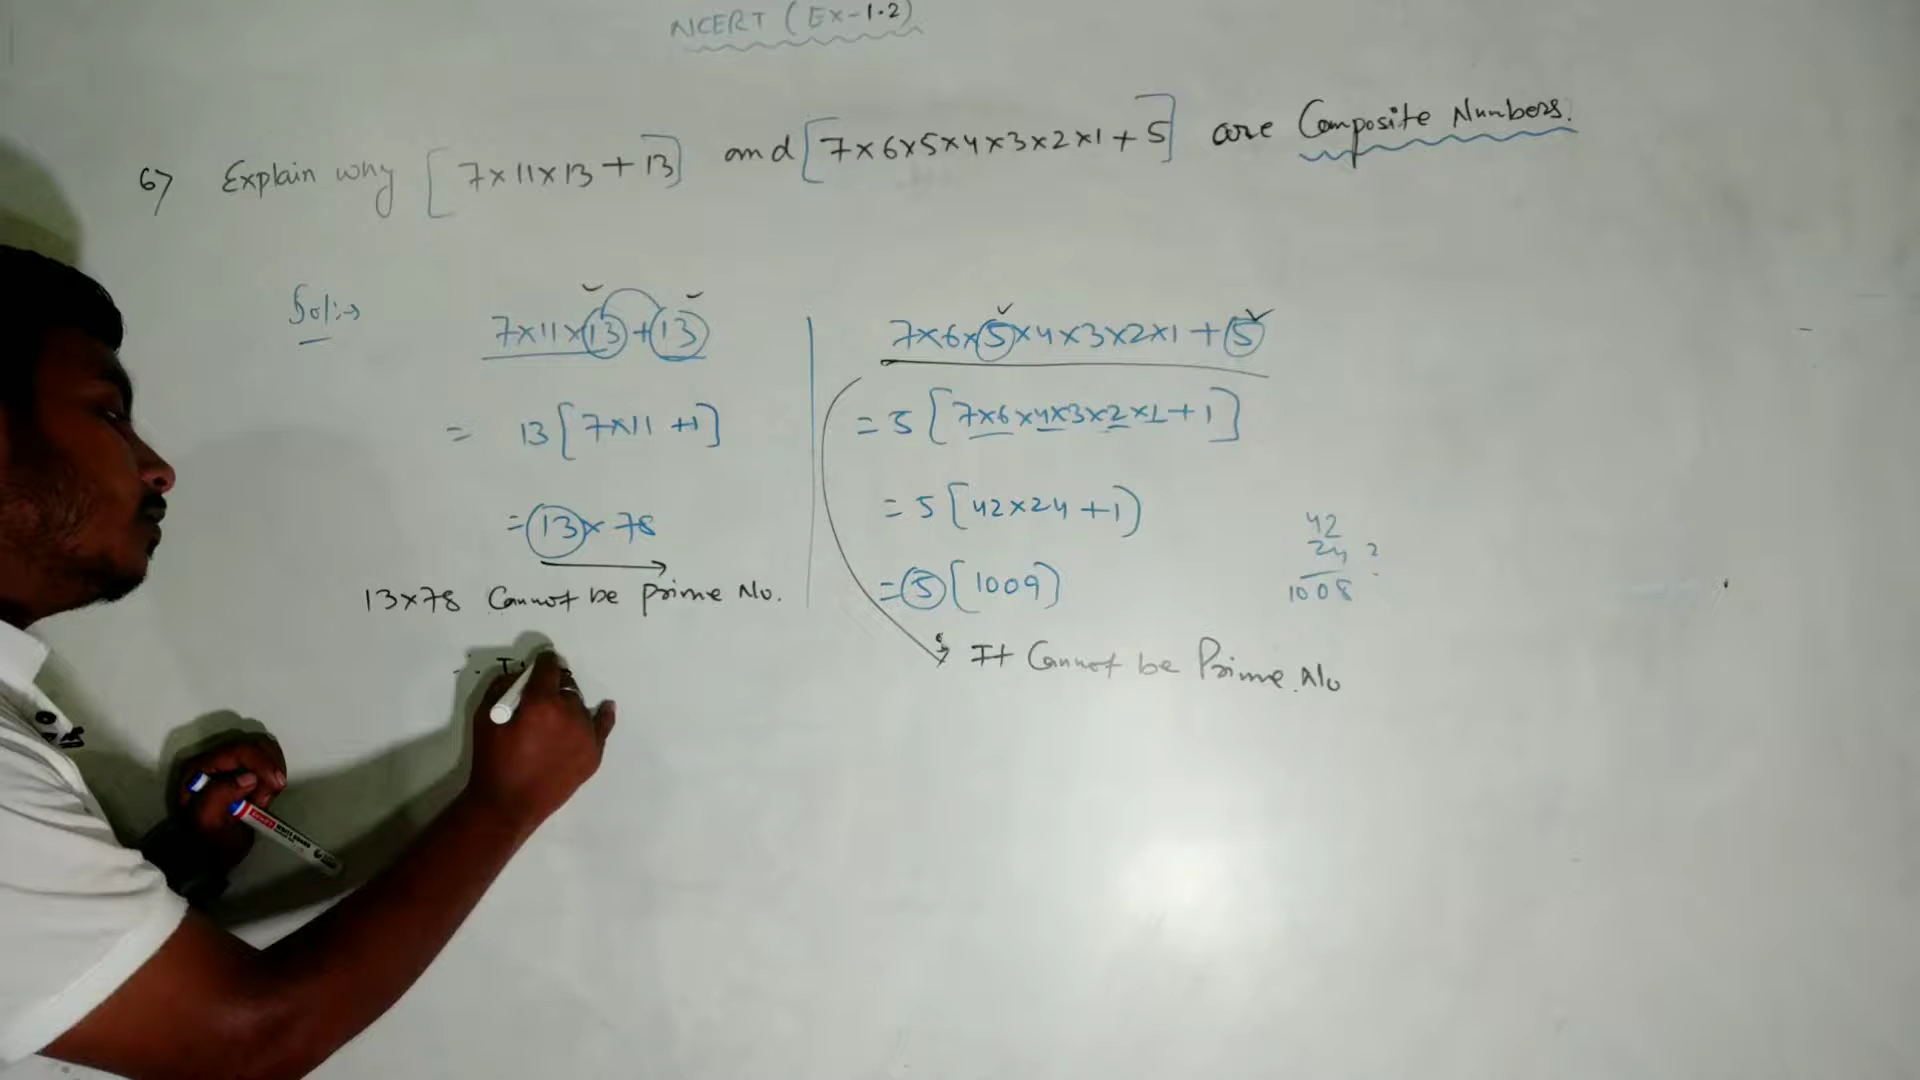 NCERT (Ex-1.2)
6) Explain why [7×11×13+13] and [7×6×5×4×3×2×1+5] are Composite Numbers.
Sol:→
7×11×13+13
= 13[7×11+1]
= 13×78
13×78 Cannot be prime No.
∴ It
7×6×5×4×3×2×1+5
= 5[7×6×4×3×2×1+1]
= 5[42×24+1)
= 5[1009)
It Cannot be Prime No
42
24
1008